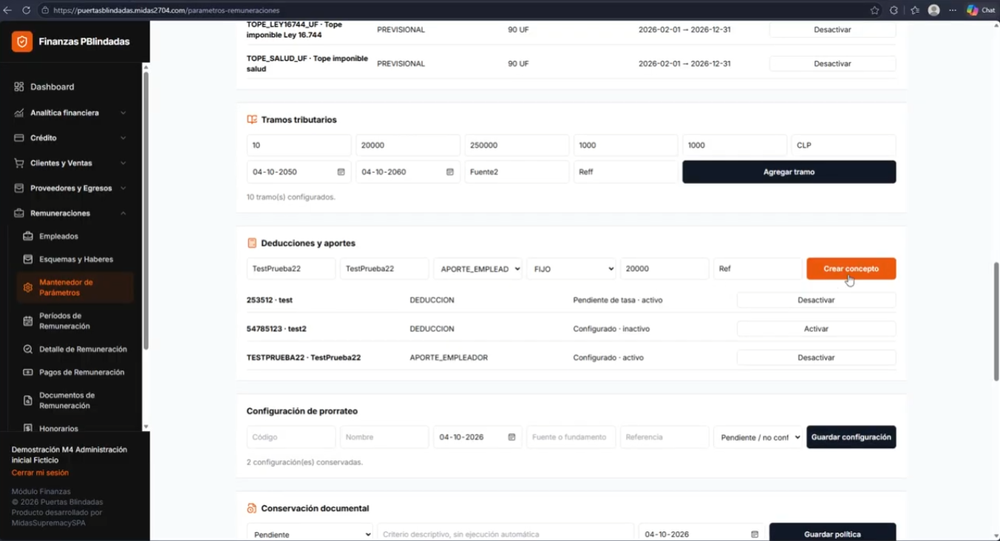 https://puertasblindadas.midas2704.com/parametros-remuneraciones
Chat
Finanzas PBlindadas
Dashboard
Analítica financiera
Crédito
Clientes y Ventas
Proveedores y Egresos
Remuneraciones
Empleados
Esquemas y Haberes
Mantenedor de
Parámetros
Períodos de
Remuneración
Detalle de Remuneración
Pagos de Remuneración
Documentos de
Remuneración
Honorarios
Demostración M4 Administración
inicial Ficticio
Cerrar mi sesión
Módulo Finanzas
© 2026 Puertas Blindadas
Producto desarrollado por
MidasSupremacySPA
TOPE_LEY16744_UF · Tope
imponible Ley 16.744
PREVISIONAL
90 UF
2026-02-01 → 2026-12-31
Desactivar
TOPE_SALUD_UF · Tope imponible
salud
PREVISIONAL
90 UF
2026-02-01 → 2026-12-31
Desactivar
Tramos tributarios
10
20000
250000
1000
1000
CLP
04-10-2050
04-10-2060
Fuente2
Reff
Agregar tramo
10 tramo(s) configurados.
Deducciones y aportes
TestPrueba22
TestPrueba22
APORTE_EMPLEAD
FIJO
20000
Ref
Crear concepto
253512 · test
DEDUCCION
Pendiente de tasa · activo
Desactivar
54785123 · test2
DEDUCCION
Configurado · inactivo
Activar
TESTPRUEBA22 · TestPrueba22
APORTE_EMPLEADOR
Configurado · activo
Desactivar
Configuración de prorrateo
Código
Nombre
04-10-2026
Fuente o fundamento
Referencia
Pendiente / no conf
Guardar configuración
2 configuración(es) conservadas.
Conservación documental
Pendiente
Criterio descriptivo, sin ejecución automática
04-10-2026
Guardar política